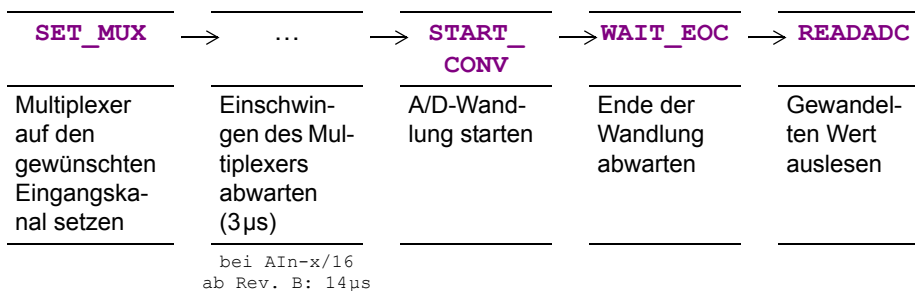 SET_MUX
...
START_
CONV
WAIT_EOC
READADC
Multiplexer
auf den
gewünschten
Eingangska-
nal setzen
Einschwin-
gen des Mul-
tiplexers
abwarten
(3µs)
A/D-Wand-
lung starten
Ende der
Wandlung
abwarten
Gewandel-
ten Wert
auslesen
bei AIn-x/16
ab Rev. B: 14µs